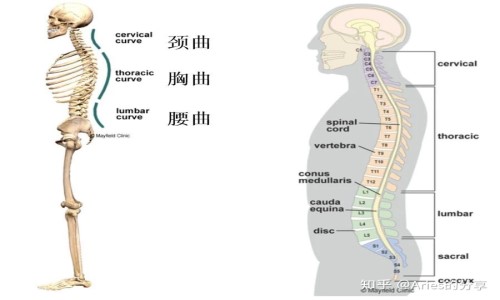 cervical
curve
颈曲
thoracic
curve
胸曲
lumbar
curve
腰曲
© Mayfield Clinic
C1
C2
C3
C4
C5
C6
C7
T1
T2
T3
T4
T5
T6
T7
T8
T9
T10
T11
T12
L1
L2
L3
L4
L5
S1
S2
S4
S5
spinal
cord
vertebra
conus
medullaris
cauda
equina
disc
cervical
thoracic
lumbar
sacral
coccyx
© Mayfield Clinic
知乎 @Aries的分享